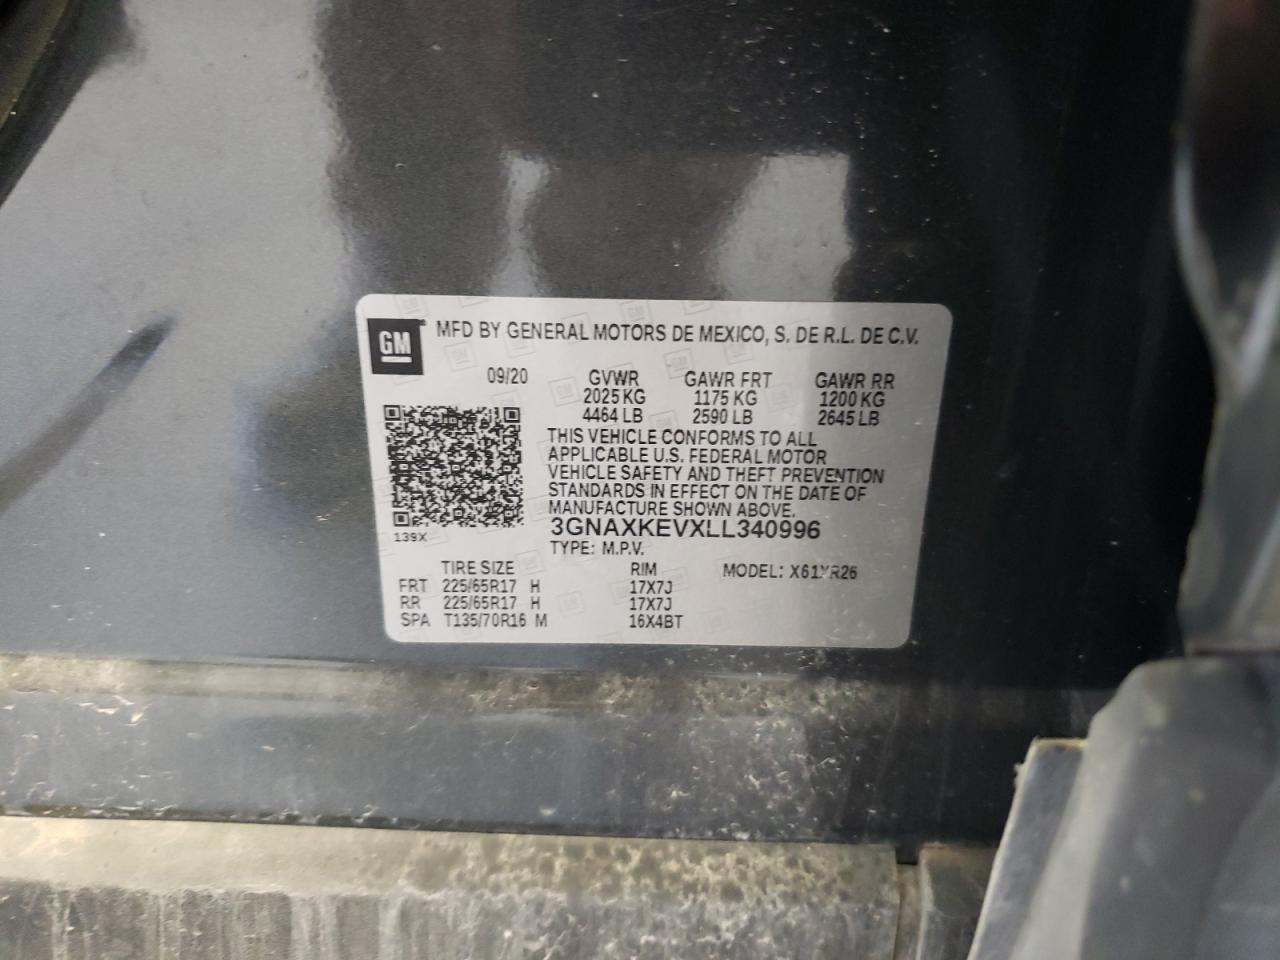 GM MFD BY GENERAL MOTORS DE MEXICO, S. DE R.L. DE C.V.
09/20 GVWR GAWR FRT GAWR RR
2025 KG 1175 KG 1200 KG
4464 LB 2590 LB 2645 LB
THIS VEHICLE CONFORMS TO ALL
APPLICABLE U.S. FEDERAL MOTOR
VEHICLE SAFETY AND THEFT PREVENTION
STANDARDS IN EFFECT ON THE DATE OF
MANUFACTURE SHOWN ABOVE.
3GNAXKEVXLL340996
139X
TYPE: M.P.V.
TIRE SIZE RIM MODEL:
FRT 225/65R17 H 17X7J
RR 225/65R17 H 17X7J
SPA T135/70R16 M 16X4BT